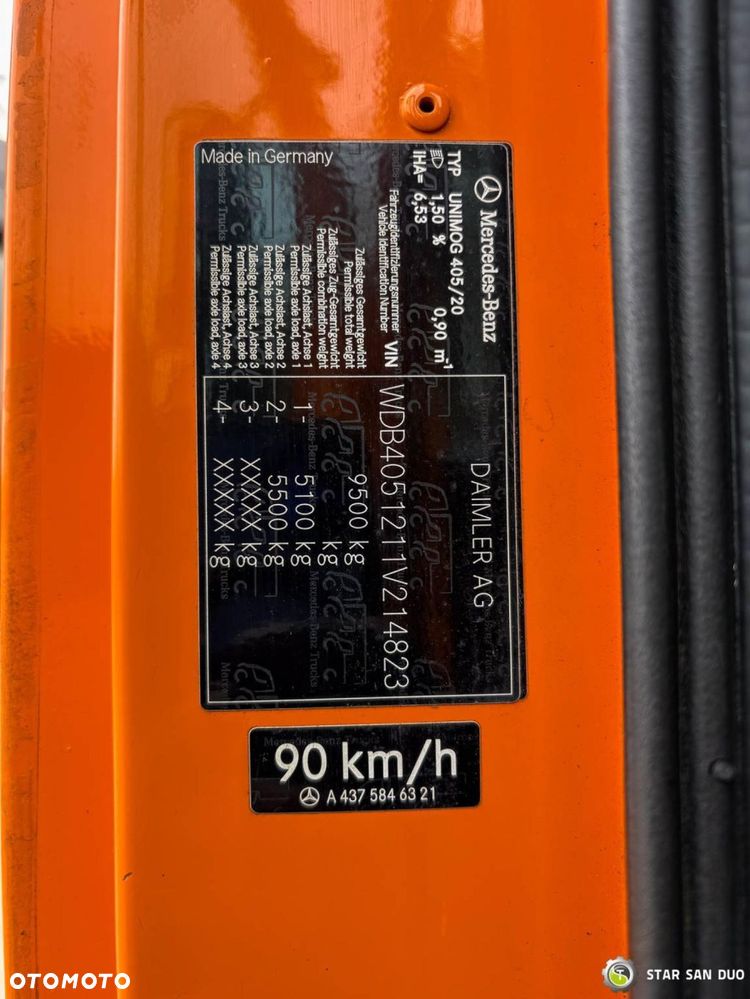 Made in Germany
Mercedes-Benz
DAIMLER AG
TYP UNIMOG 405/20
1,50 % 0,90 m-1
IHA= 6,53
Fahrzeugidentifizierungsnummer
Vehicle Identification Number VIN WDB4051211V214823
Zulässiges Gesamtgewicht
Permissible total weight 9500 kg
Zulässiges Zug-Gesamtgewicht
Permissible combination weight kg
Zulässige Achslast, Achse 1
Permissible axle load, axle 1 1- 5100 kg
Zulässige Achslast, Achse 2
Permissible axle load, axle 2 2- 5500 kg
Zulässige Achslast, Achse 3
Permissible axle load, axle 3 3- XXXXX kg
Zulässige Achslast, Achse 4
Permissible axle load, axle 4 4- XXXXX kg
Mercedes-Benz Trucks
90 km/h
A 437 584 63 21
OTOMOTO
STAR SAN DUO